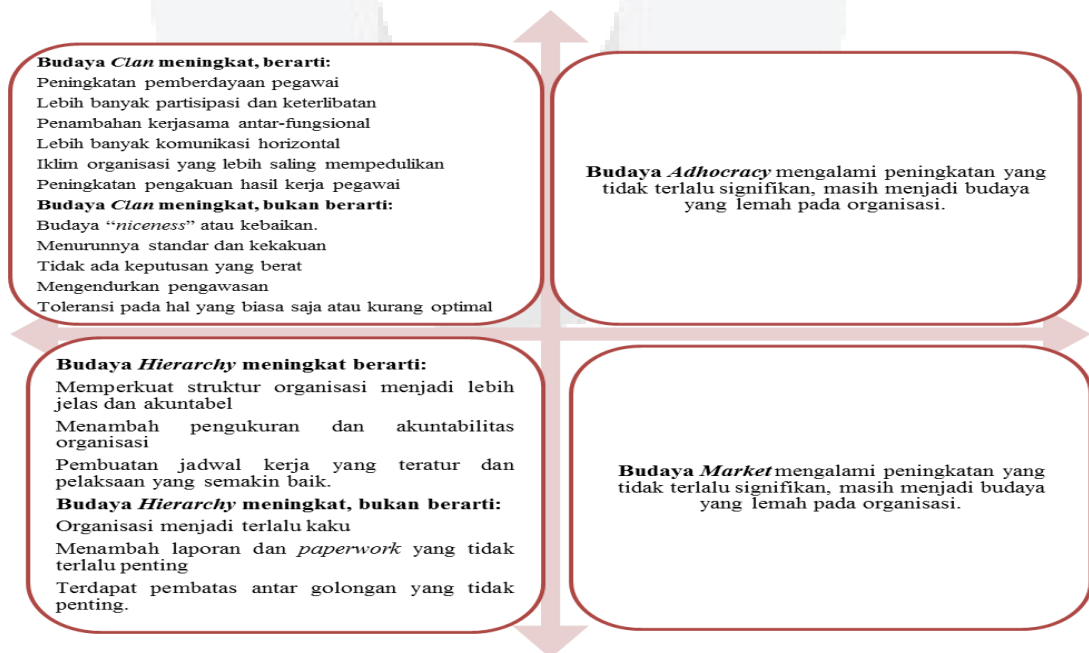 Budaya Clan meningkat, berarti:
Peningkatan pemberdayaan pegawai
Lebih banyak partisipasi dan keterlibatan
Penambahan kerjasama antar-fungsional
Lebih banyak komunikasi horizontal
Iklim organisasi yang lebih saling mempedulikan
Peningkatan pengakuan hasil kerja pegawai
Budaya Clan meningkat, bukan berarti:
Budaya “niceness” atau kebaikan.
Menurunnya standar dan kekakuan
Tidak ada keputusan yang berat
Mengendurkan pengawasan
Toleransi pada hal yang biasa saja atau kurang optimal
Budaya Adhocracy mengalami peningkatan yang
tidak terlalu signifikan, masih menjadi budaya
yang lemah pada organisasi.
Budaya Hierarchy meningkat berarti:
Memperkuat struktur organisasi menjadi lebih
jelas dan akuntabel
Menambah pengukuran dan akuntabilitas
organisasi
Pembuatan jadwal kerja yang teratur dan
pelaksaan yang semakin baik.
Budaya Hierarchy meningkat, bukan berarti:
Organisasi menjadi terlalu kaku
Menambah laporan dan paperwork yang tidak
terlalu penting
Terdapat pembatas antar golongan yang tidak
penting.
Budaya Market mengalami peningkatan yang
tidak terlalu signifikan, masih menjadi budaya
yang lemah pada organisasi.